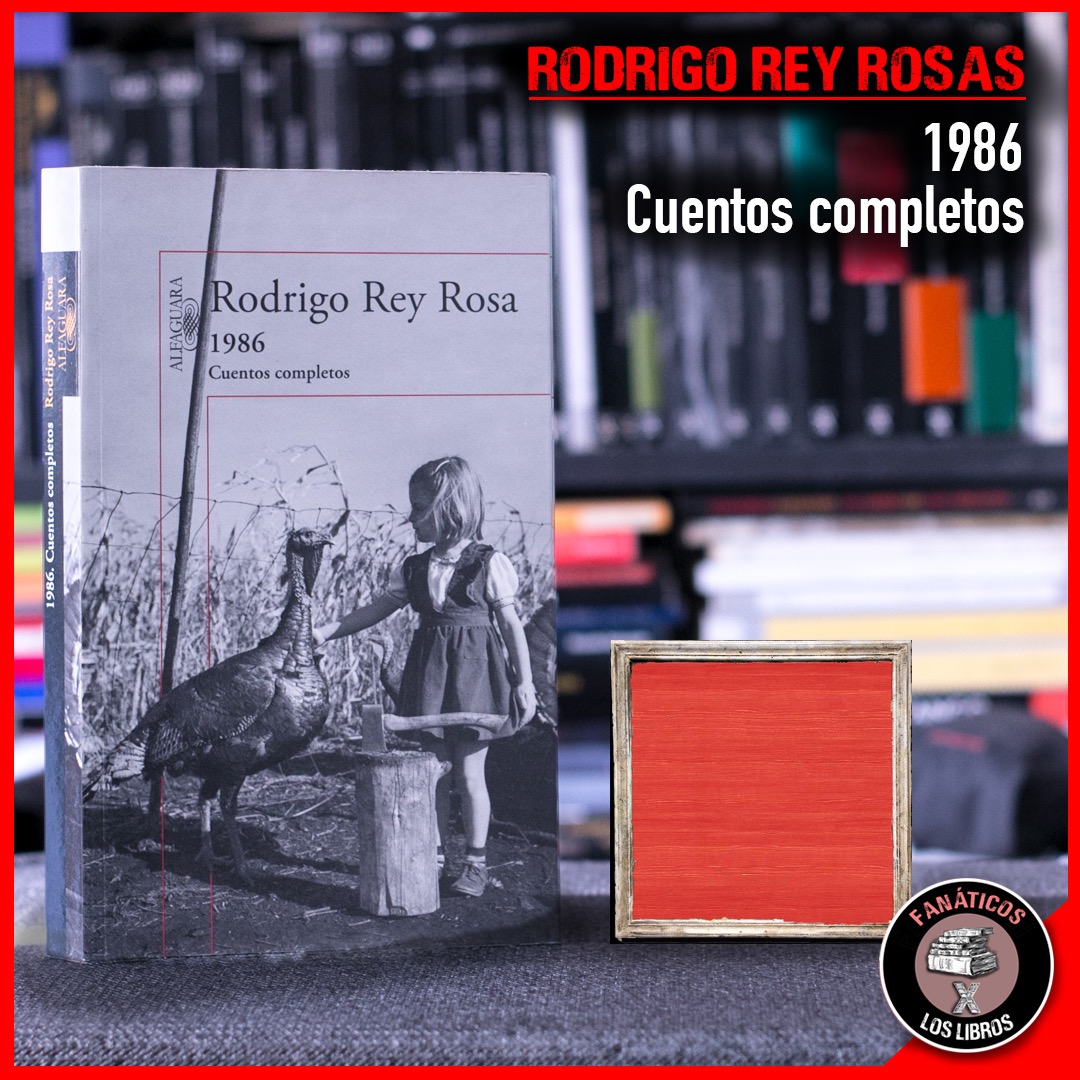 RODRIGO REY ROSAS
1986
Cuentos completos
ALFAGUARA
Rodrigo Rey Rosa
1986
Cuentos completos
1986. Cuentos completos Rodrigo Rey Rosa
ALFAGUARA
FANÁTICOS
X
LOS LIBROS